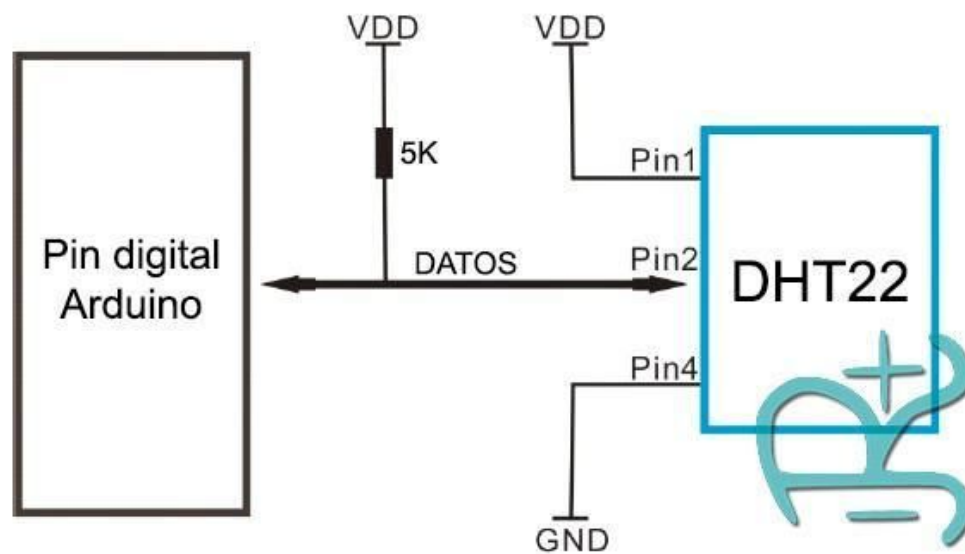 VDD
VDD
5K
Pin1
Pin digital
Arduino
DATOS
Pin2
DHT22
Pin4
GND